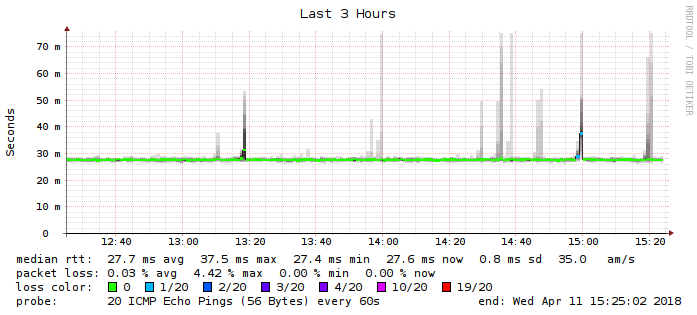 Last 3 Hours
RRDTOOL / TOBI OETIKER
Seconds
70 m
60 m
50 m
40 m
30 m
20 m
10 m
0
12:40 13:00 13:20 13:40 14:00 14:20 14:40 15:00 15:20
median rtt: 27.7 ms avg 37.5 ms max 27.4 ms min 27.6 ms now 0.8 ms sd 35.0 am/s
packet loss: 0.03 % avg 4.42 % max 0.00 % min 0.00 % now
loss color: 0 1/20 2/20 3/20 4/20 10/20 19/20
probe: 20 ICMP Echo Pings (56 Bytes) every 60s end: Wed Apr 11 15:25:02 2018